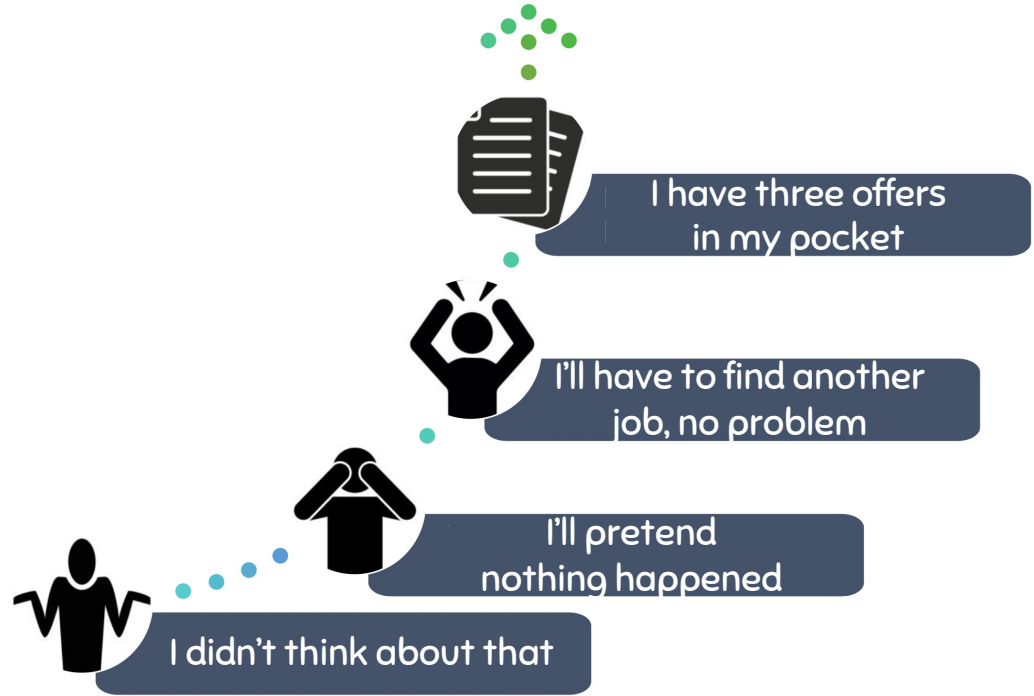 I have three offers
in my pocket
I'll have to find another
job, no problem
I'll pretend
nothing happened
I didn't think about that